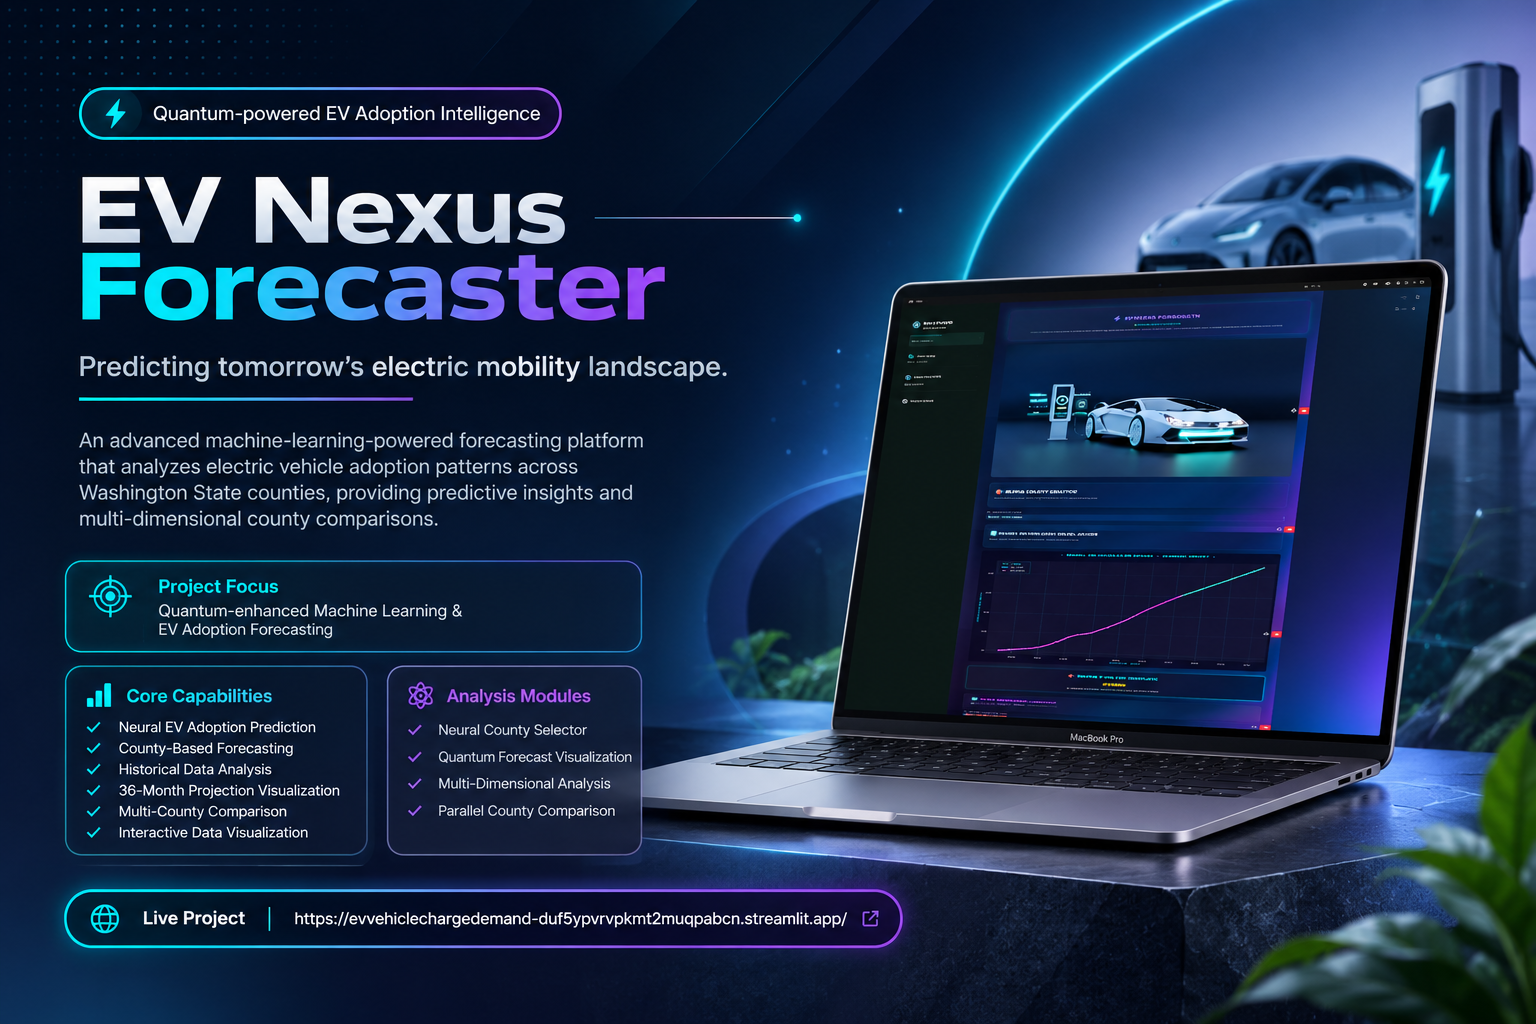 Quantum-powered EV Adoption Intelligence
EV Nexus
Forecaster
Predicting tomorrow's electric mobility landscape.
An advanced machine-learning-powered forecasting platform
that analyzes electric vehicle adoption patterns across
Washington State counties, providing predictive insights and
multi-dimensional county comparisons.
Project Focus
Quantum-enhanced Machine Learning &
EV Adoption Forecasting
Core Capabilities
Neural EV Adoption Prediction
County-Based Forecasting
Historical Data Analysis
36-Month Projection Visualization
Multi-County Comparison
Interactive Data Visualization
Analysis Modules
Neural County Selector
Quantum Forecast Visualization
Multi-Dimensional Analysis
Parallel County Comparison
Live Project
https://evvehiclechargedemand-duf5ypvrvpkmt2muqpabcn.streamlit.app/
MacBook Pro